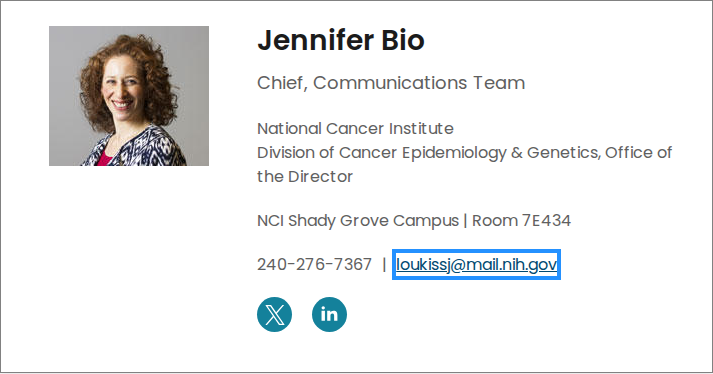 Jennifer Bio
Chief, Communications Team
National Cancer Institute
Division of Cancer Epidemiology & Genetics, Office of
the Director
NCI Shady Grove Campus | Room 7E434
240-276-7367 | loukissj@mail.nih.gov
X in